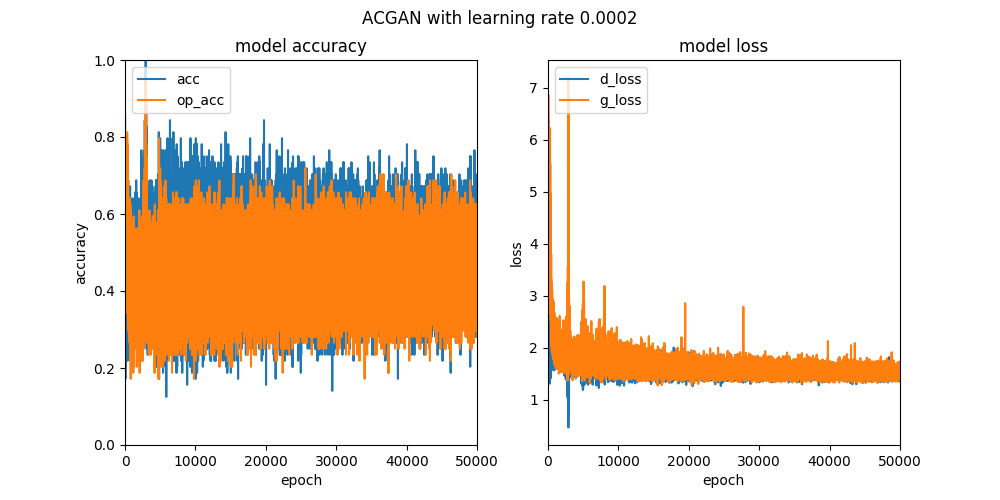 ACGAN with learning rate 0.0002
model accuracy
acc
op_acc
1.0
0.8
0.6
0.4
0.2
0.0
accuracy
0
10000
20000
30000
40000
50000
epoch
model loss
d_loss
g_loss
7
6
5
4
3
2
1
loss
0
10000
20000
30000
40000
50000
epoch